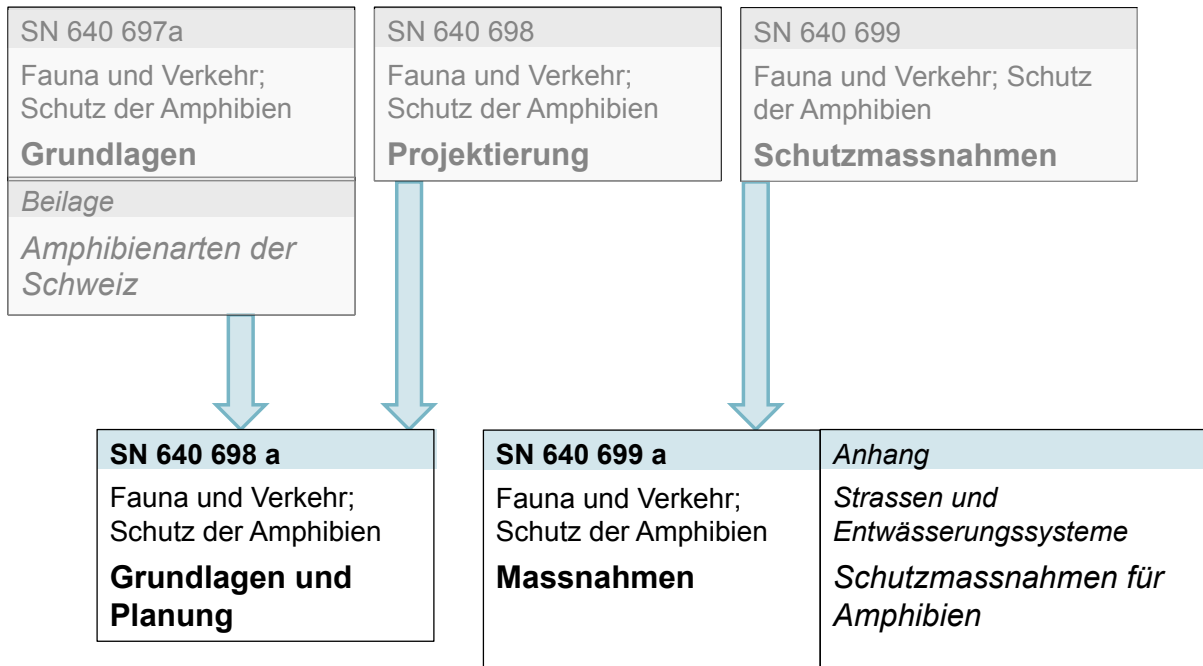 SN 640 697a
Fauna und Verkehr;
Schutz der Amphibien
Grundlagen
Beilage
Amphibienarten der
Schweiz
SN 640 698
Fauna und Verkehr;
Schutz der Amphibien
Projektierung
SN 640 699
Fauna und Verkehr; Schutz
der Amphibien
Schutzmassnahmen
SN 640 698 a
Fauna und Verkehr;
Schutz der Amphibien
Grundlagen und
Planung
SN 640 699 a
Fauna und Verkehr;
Schutz der Amphibien
Massnahmen
Anhang
Strassen und
Entwässerungssysteme
Schutzmassnahmen für
Amphibien